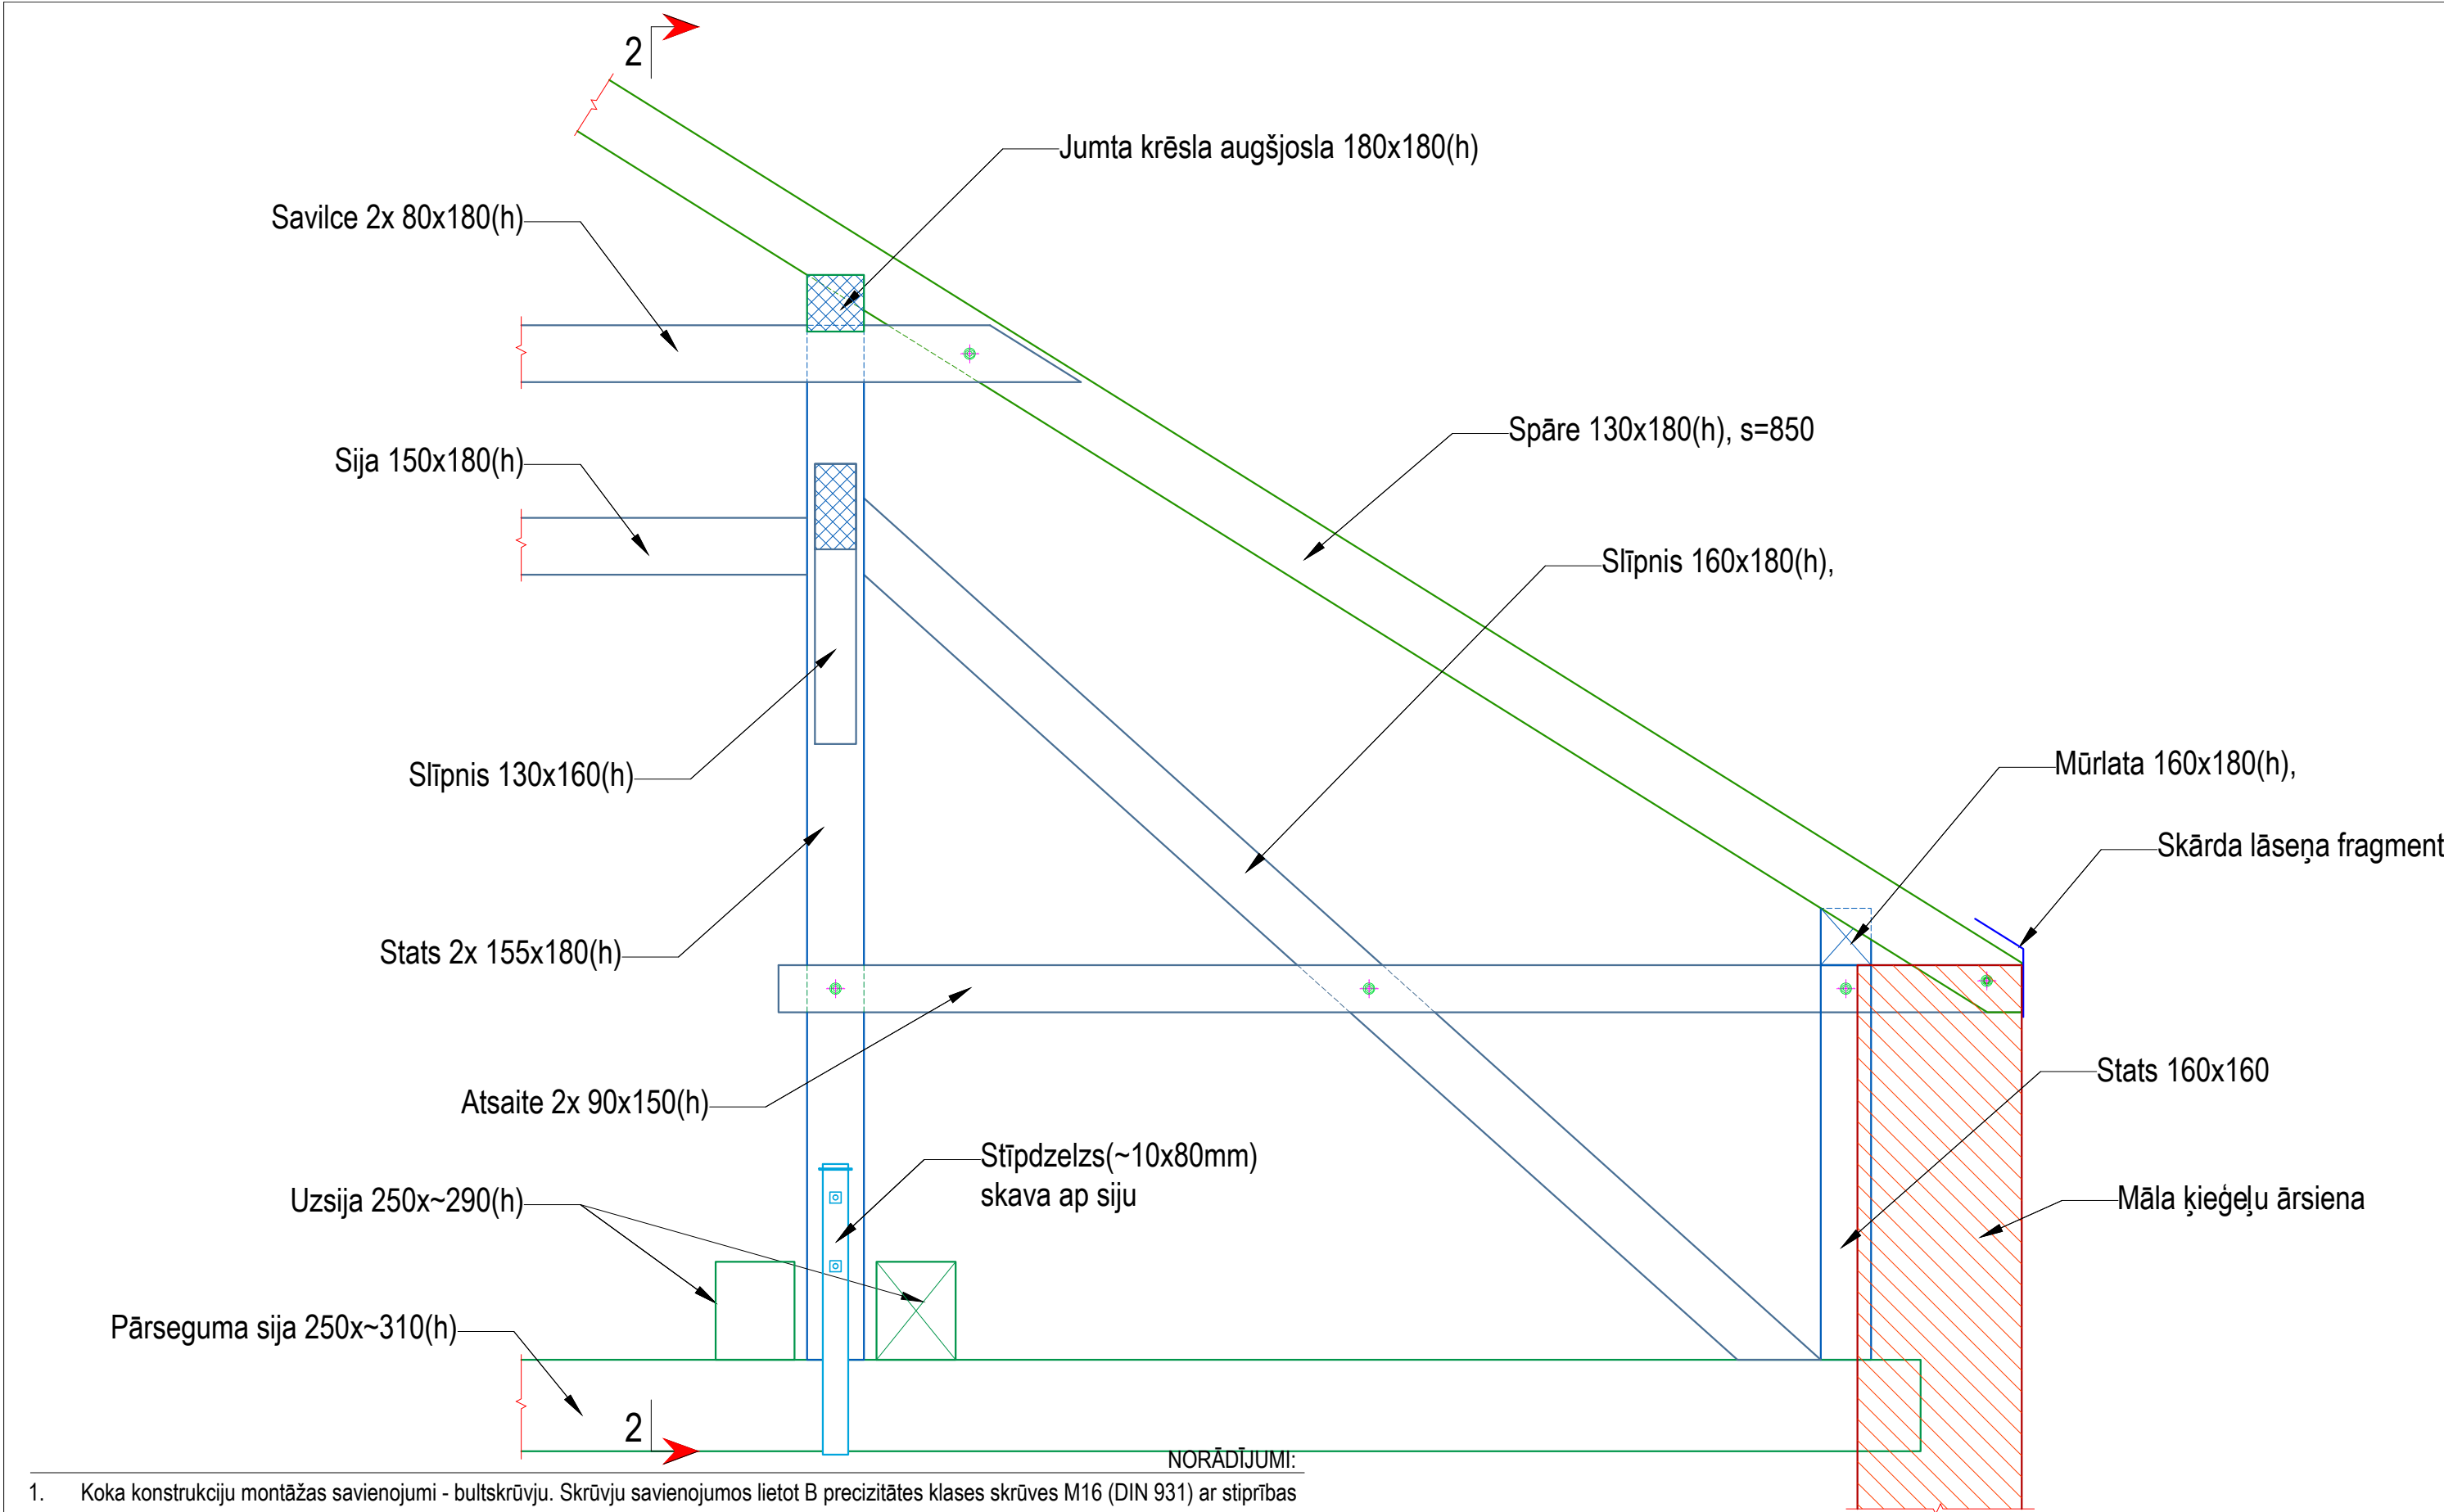 2
Jumta krēsla augšjosla 180x180(h)
Savilce 2x 80x180(h)
Spāre 130x180(h), s=850
Sija 150x180(h)
Slīpnis 160x180(h),
Mūrlata 160x180(h),
Slīpnis 130x160(h)
Skārda lāseņa fragment
Stats 2x 155x180(h)
Stats 160x160
Atsaite 2x 90x150(h)
Stīpdzelzs(~10x80mm)
skava ap siju
Uzsija 250x~290(h)
Māla ķieģeļu ārsiena
Pārseguma sija 250x~310(h)
2
NORĀDĪJUMI:
1. Koka konstrukciju montāžas savienojumi - bultskrūvju. Skrūvju savienojumos lietot B precizitātes klases skrūves M16 (DIN 931) ar stiprības